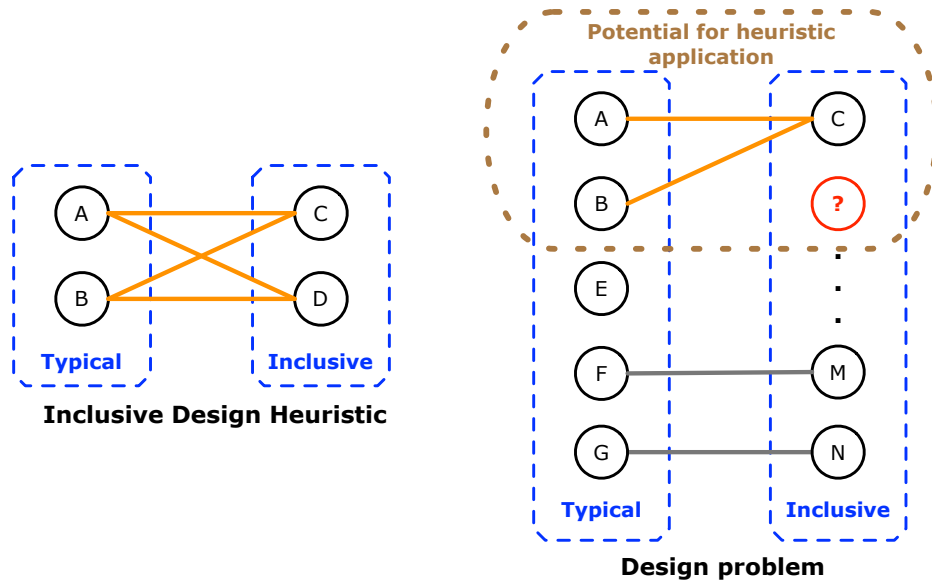 A
C
B
D
Typical
Inclusive
Inclusive Design Heuristic
Potential for heuristic
application
A
C
B
?
E
F
M
G
N
Typical
Inclusive
Design problem